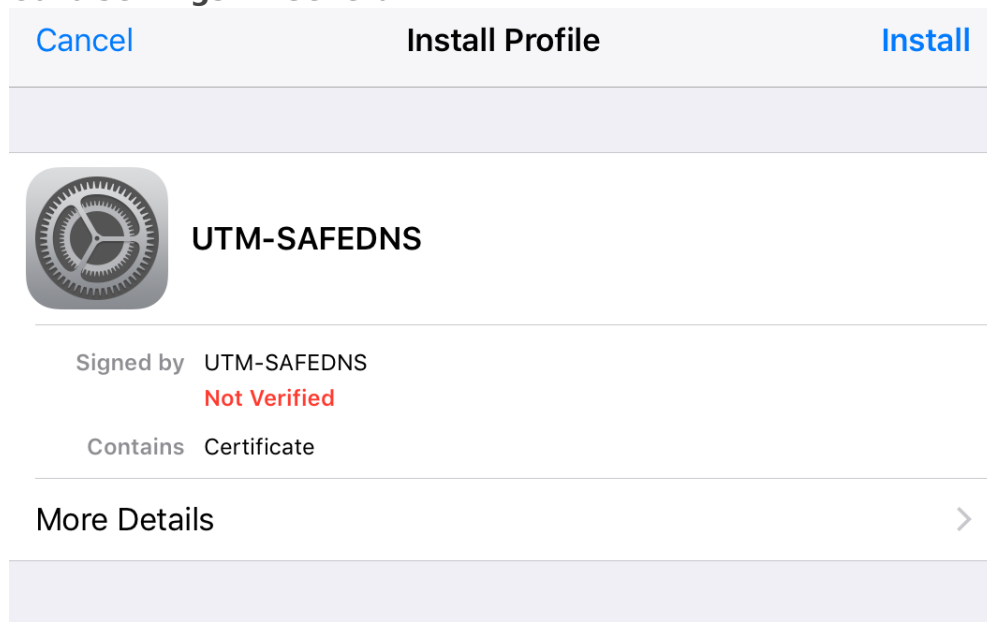 Cancel Install Profile Install
UTM-SAFEDNS
Signed by UTM-SAFEDNS
Not Verified
Contains Certificate
More Details